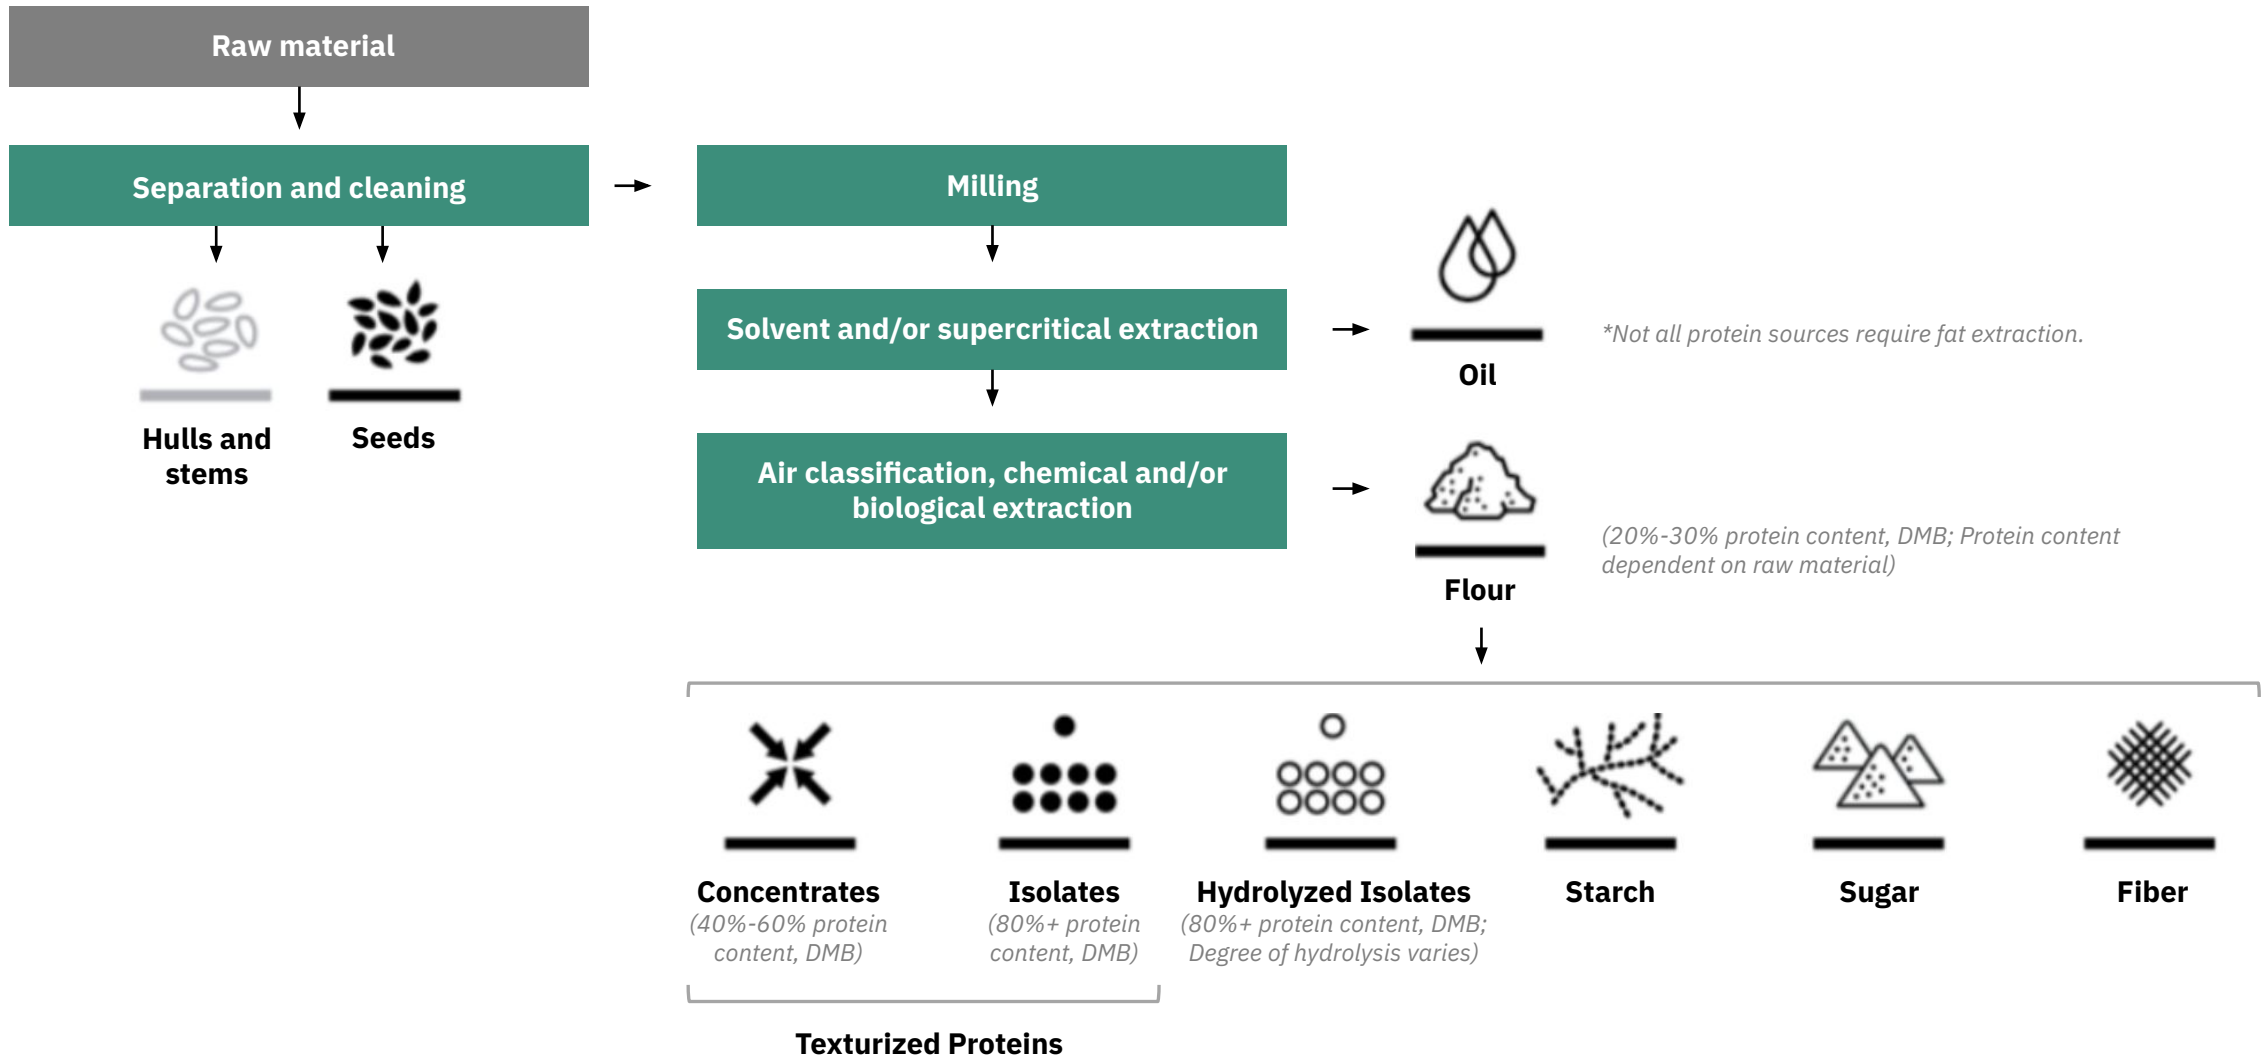 Raw material
Separation and cleaning
Milling
Solvent and/or supercritical extraction
*Not all protein sources require fat extraction.
Oil
Hulls and
stems
Seeds
Air classification, chemical and/or
biological extraction
(20%-30% protein content, DMB; Protein content
dependent on raw material)
Flour
Concentrates
(40%-60% protein
content, DMB)
Isolates
(80%+ protein
content, DMB)
Hydrolyzed Isolates
(80%+ protein content, DMB;
Degree of hydrolysis varies)
Starch
Sugar
Fiber
Texturized Proteins